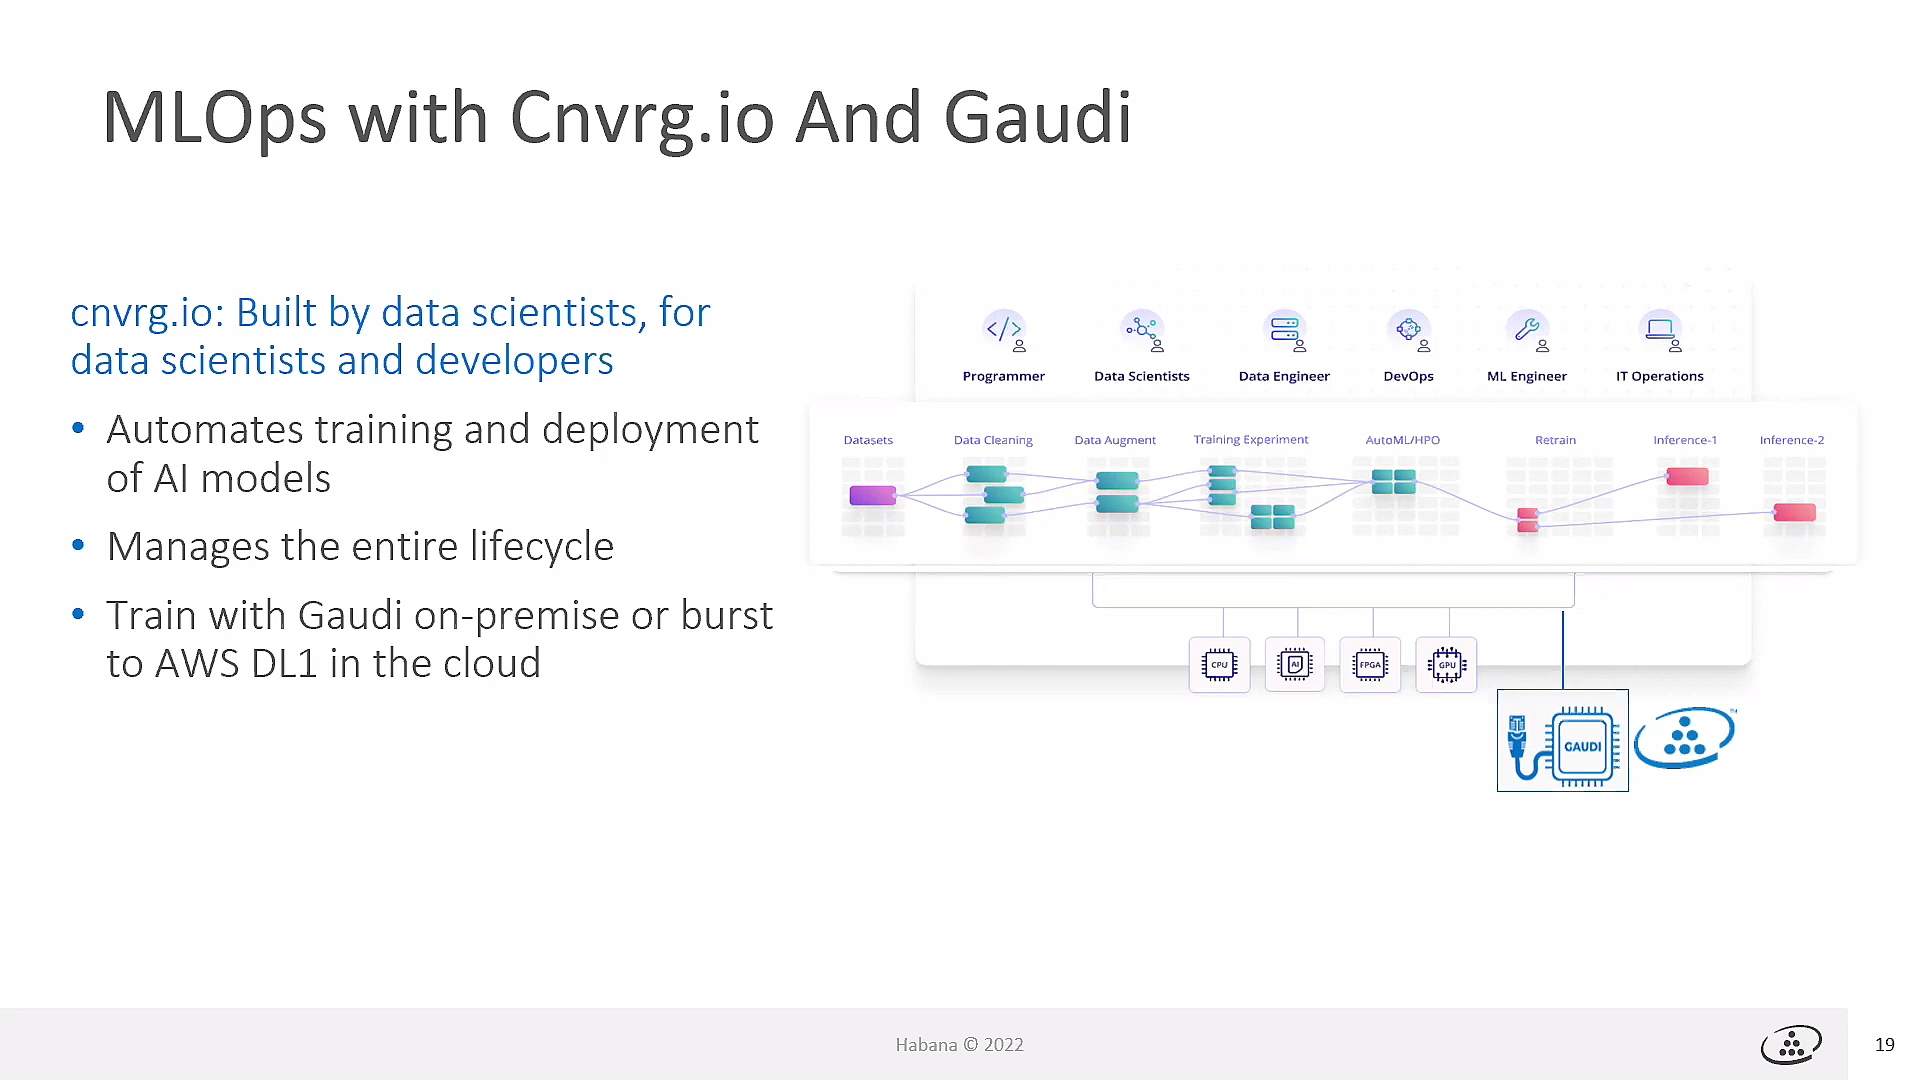 MLOps with Cnvrg.io And Gaudi
cnvrg.io: Built by data scientists, for
data scientists and developers
• Automates training and deployment
of AI models
• Manages the entire lifecycle
• Train with Gaudi on-premise or burst
to AWS DL1 in the cloud
Programmer Data Scientists Data Engineer DevOps ML Engineer IT Operations
Datasets Data Cleaning Data Augment Training Experiment AutoML/HPO Retrain Inference-1 Inference-2
CPU AI FPGA GPU
GAUDI
TM
Habana © 2022
19